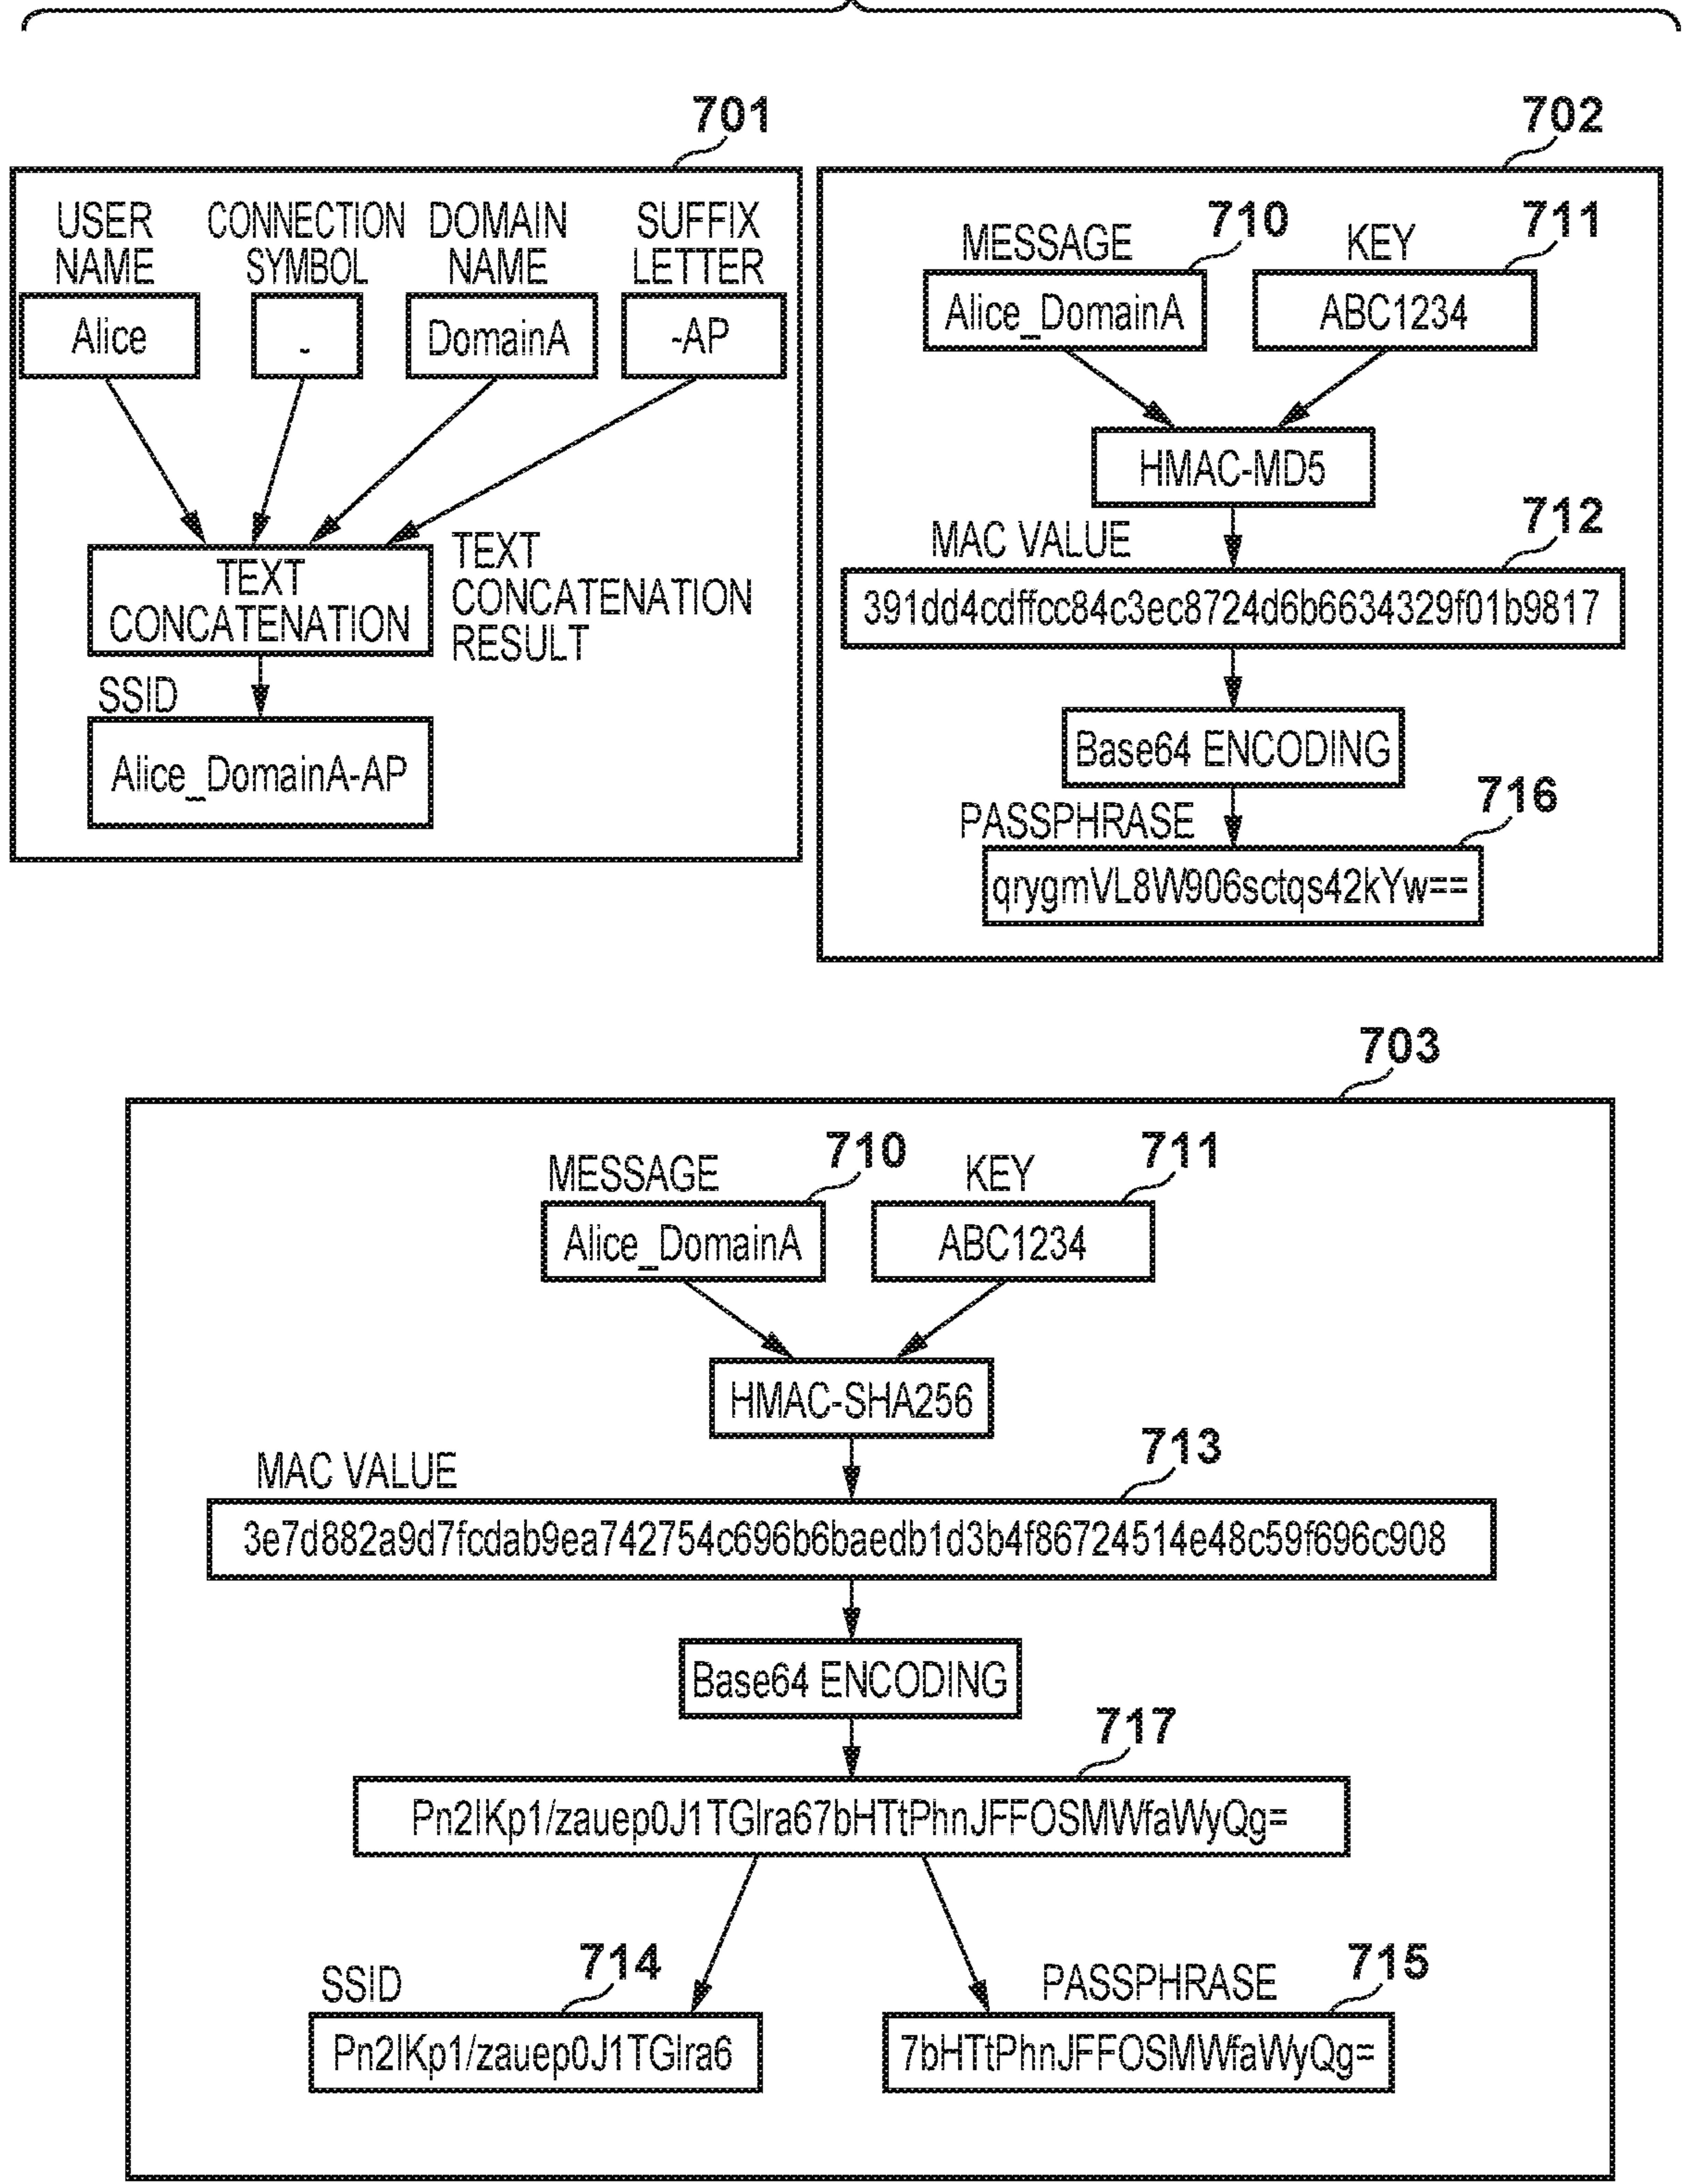 701
USER
NAME
CONNECTION
SYMBOL
DOMAIN
NAME
SUFFIX
LETTER
Alice
_
DomainA
-AP
TEXT
CONCATENATION
TEXT
CONCATENATION
RESULT
SSID
Alice_DomainA-AP
702
MESSAGE
710
KEY
711
Alice_DomainA
ABC1234
HMAC-MD5
MAC VALUE
712
391dd4cdffcc84c3ec8724d6b6634329f01b9817
Base64 ENCODING
PASSPHRASE
716
qrygmVL8W906sctqs42kYw==
703
MESSAGE
710
KEY
711
Alice_DomainA
ABC1234
HMAC-SHA256
MAC VALUE
713
3e7d882a9d7fcdab9ea742754c696b6baedb1d3b4f86724514e48c59f696c908
Base64 ENCODING
717
Pn2IKp1/zauep0J1TGlra67bHTtPhnJFFOSMWfaWyQg=
SSID
714
Pn2IKp1/zauep0J1TGlra6
PASSPHRASE
715
7bHTtPhnJFFOSMWfaWyQg=